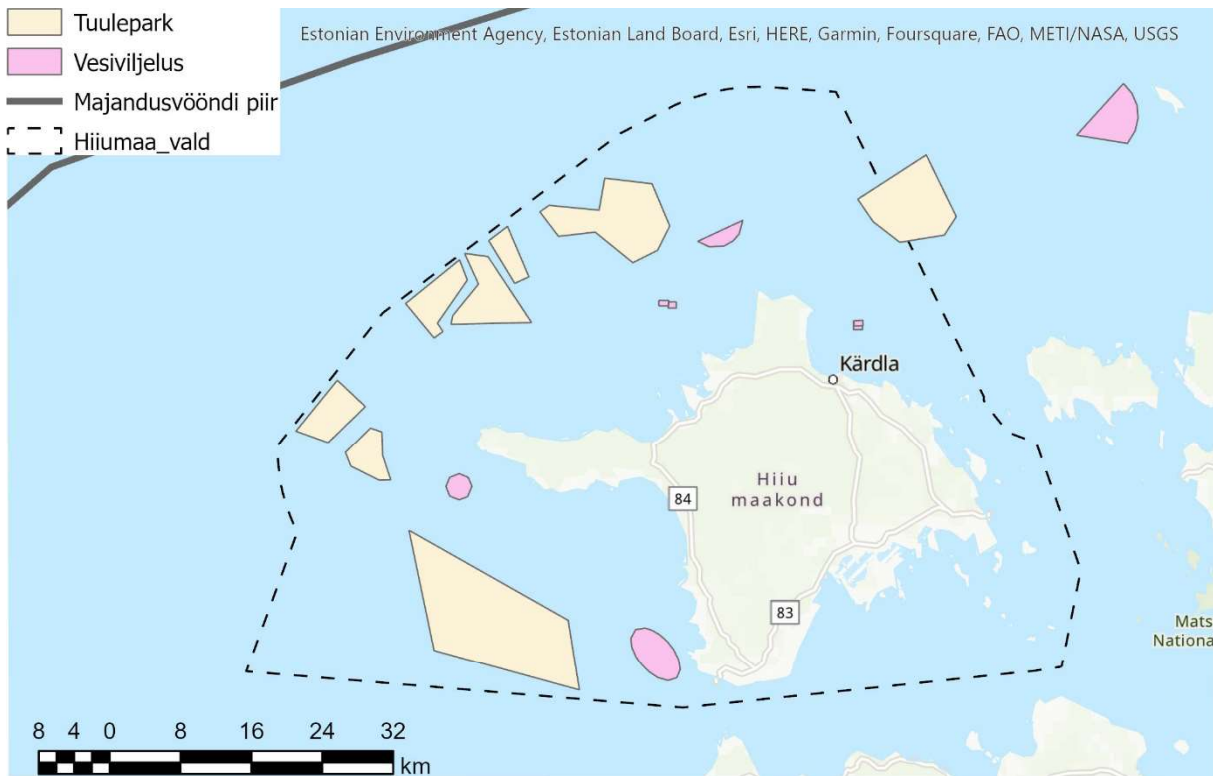 Tuulepark
Vesiviljelus
Majandusvööndi piir
Hiiumaa_vald
Estonian Environment Agency, Estonian Land Board, Esri, HERE, Garmin, Foursquare, FAO, METI/NASA, USGS
Kärdla
Hiiu
maakond
84
83
Mats
Nationa
8 4 0 8 16 24 32
km